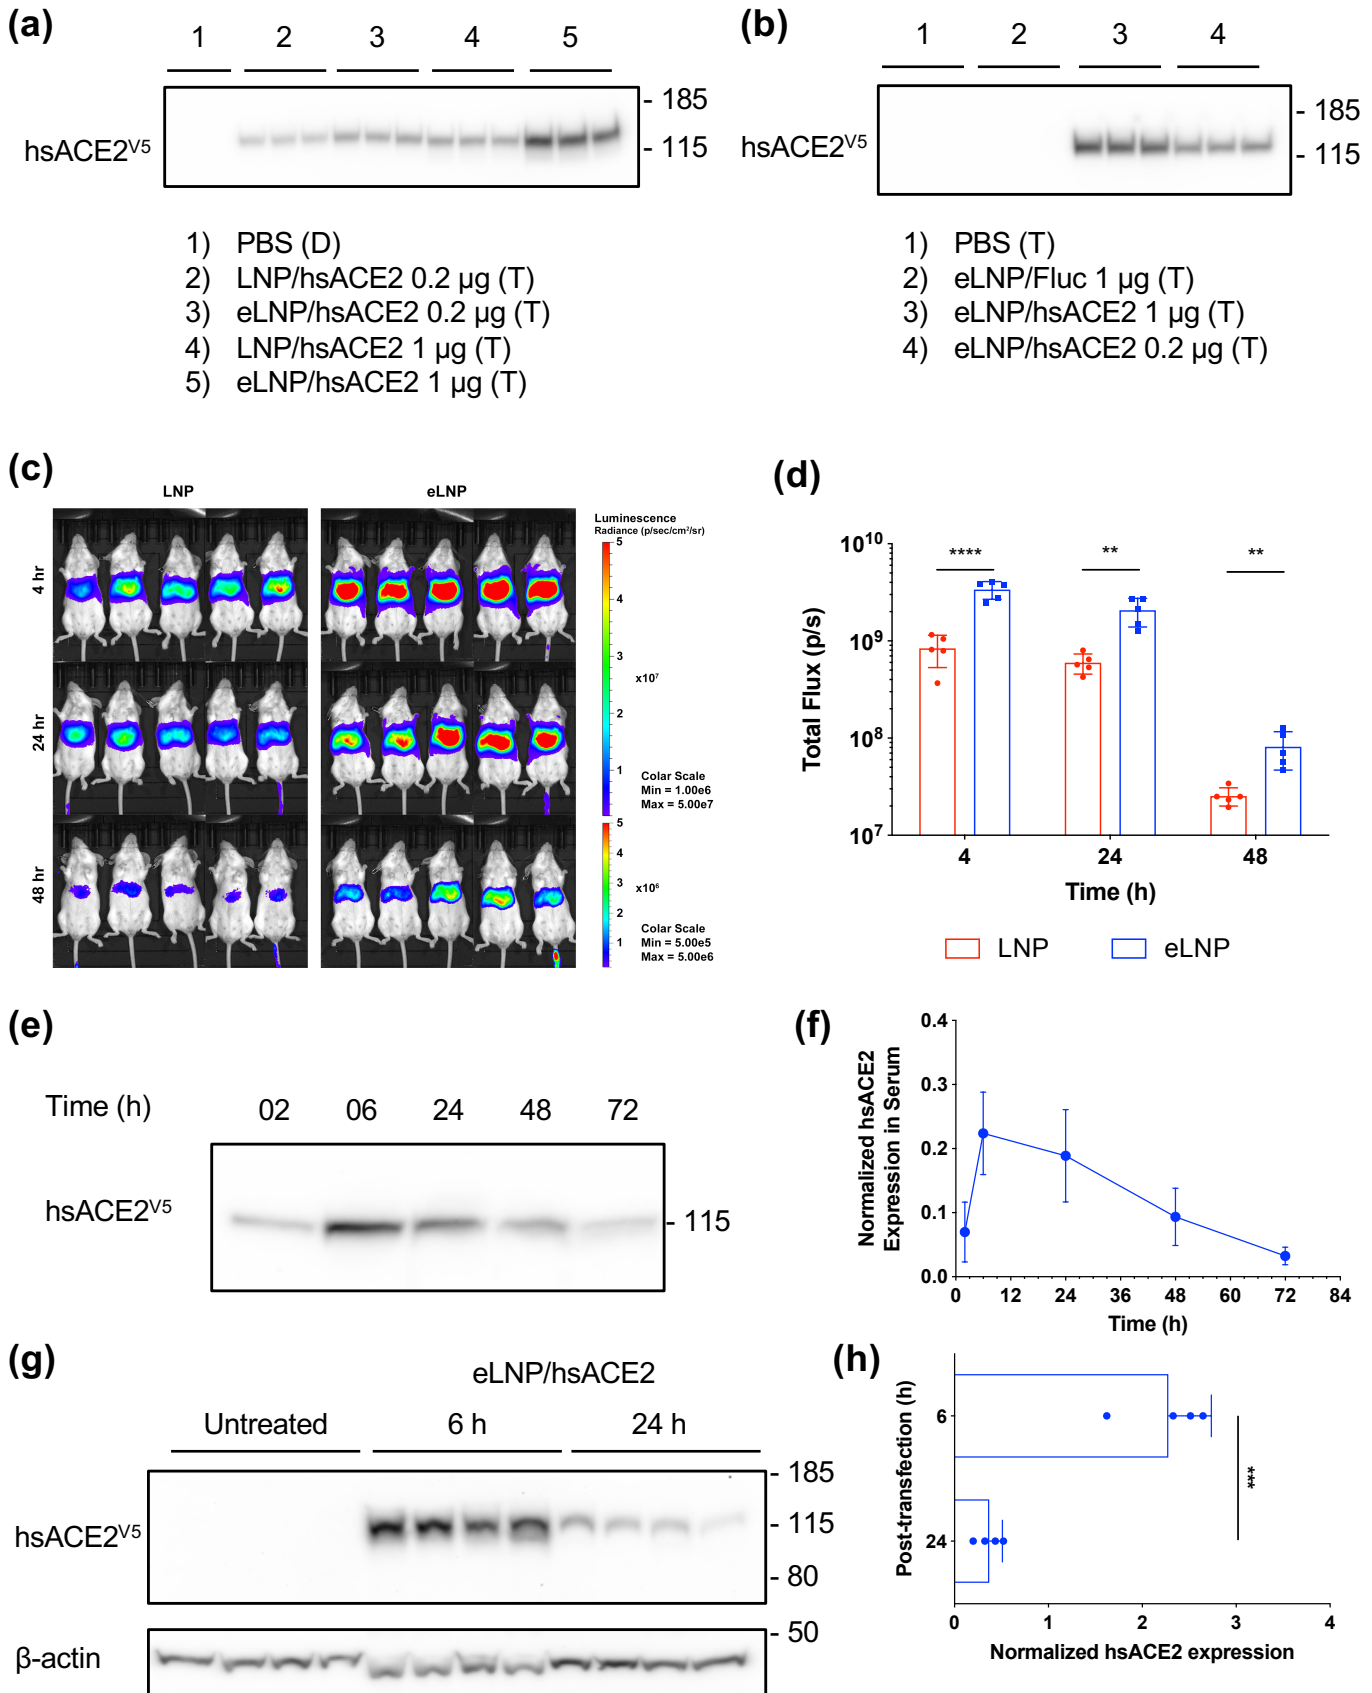 (a)
1 2 3 4 5
hsACE2V5
- 185
- 115
1) PBS (D)
2) LNP/hsACE2 0.2 µg (T)
3) eLNP/hsACE2 0.2 µg (T)
4) LNP/hsACE2 1 µg (T)
5) eLNP/hsACE2 1 µg (T)
(b)
1 2 3 4
hsACE2V5
- 185
- 115
1) PBS (T)
2) eLNP/Fluc 1 µg (T)
3) eLNP/hsACE2 1 µg (T)
4) eLNP/hsACE2 0.2 µg (T)
(c)
LNP eLNP
4 hr
24 hr
48 hr
Luminescence
Radiance (p/sec/cm²/sr)
5
4
3
x10⁷
2
1
Colar Scale
Min = 1.00e6
Max = 5.00e7
5
4
3
x10⁶
2
1
Colar Scale
Min = 5.00e5
Max = 5.00e6
(d)
Total Flux (p/s)
10¹⁰
10⁹
10⁸
10⁷
**** ** **
4 24 48
Time (h)
LNP eLNP
(e)
Time (h) 02 06 24 48 72
hsACE2V5
- 115
(f)
Normalized hsACE2
Expression in Serum
0.4
0.3
0.2
0.1
0.0
0 12 24 36 48 60 72 84
Time (h)
(g)
eLNP/hsACE2
Untreated 6 h 24 h
hsACE2V5
- 185
- 115
- 80
- 50
β-actin
(h)
Post-transfection (h)
6
24
***
0 1 2 3 4
Normalized hsACE2 expression